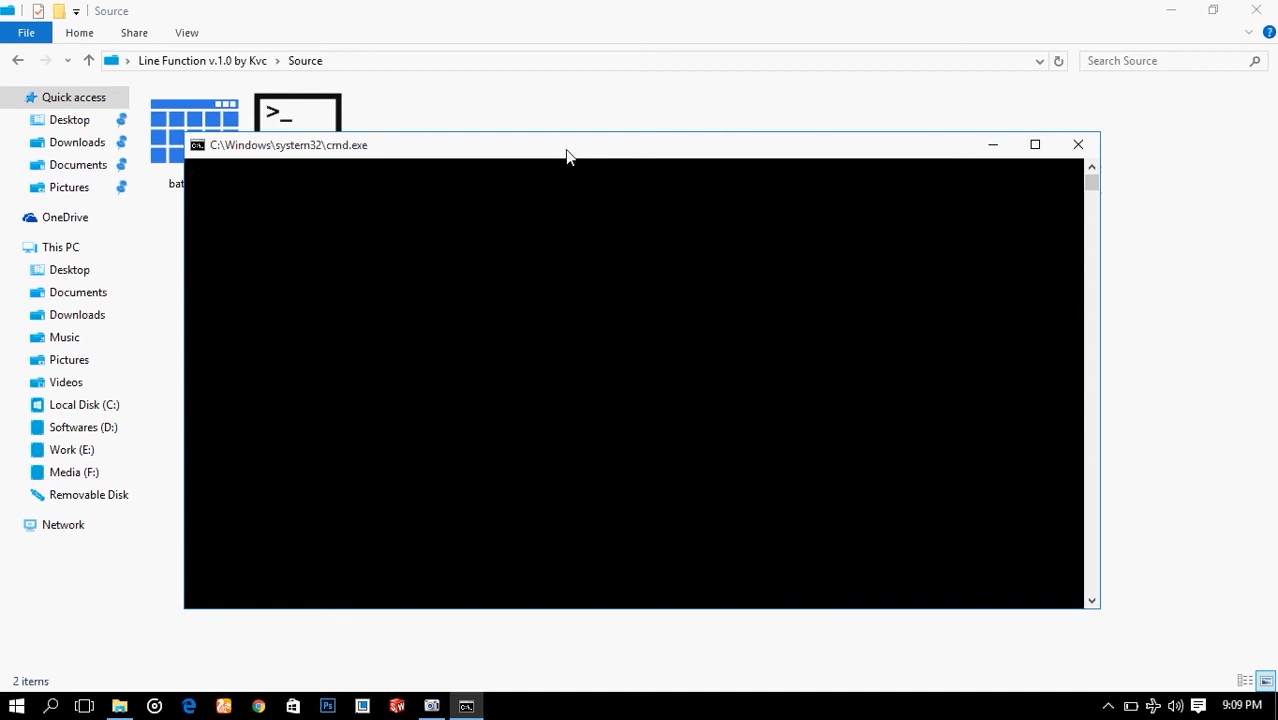 Source
File
Home
Share
View
Line Function v.1.0 by Kvc
Source
Search Source
Quick access
Desktop
Downloads
Documents
Pictures
OneDrive
This PC
Desktop
Documents
Downloads
Music
Pictures
Videos
Local Disk (C:)
Softwares (D:)
Work (E:)
Media (F:)
Removable Disk
Network
>_
bat
C:\Windows\system32\cmd.exe
2 items
Ps
9:09 PM